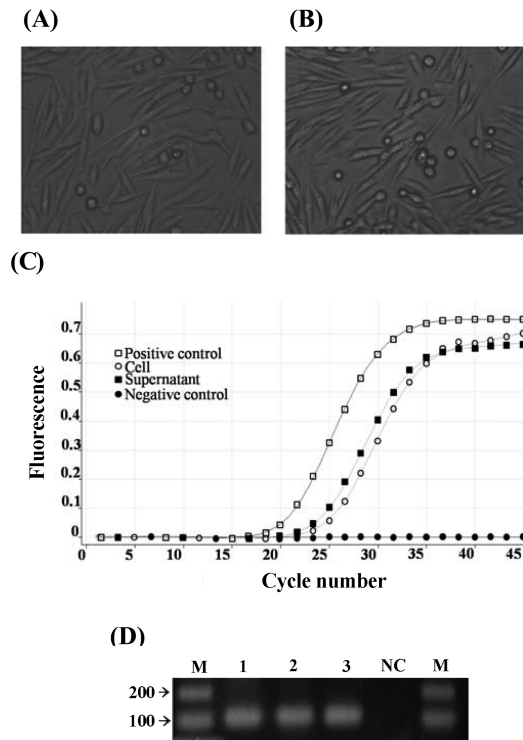 (A) (B)
(C)
Fluorescence
0.7
0.6
0.5
0.4
0.3
0.2
0.1
0
Positive control
Cell
Supernatant
Negative control
0 5 10 15 20 25 30 35 40 45
Cycle number
(D)
M 1 2 3 NC M
200→
100→